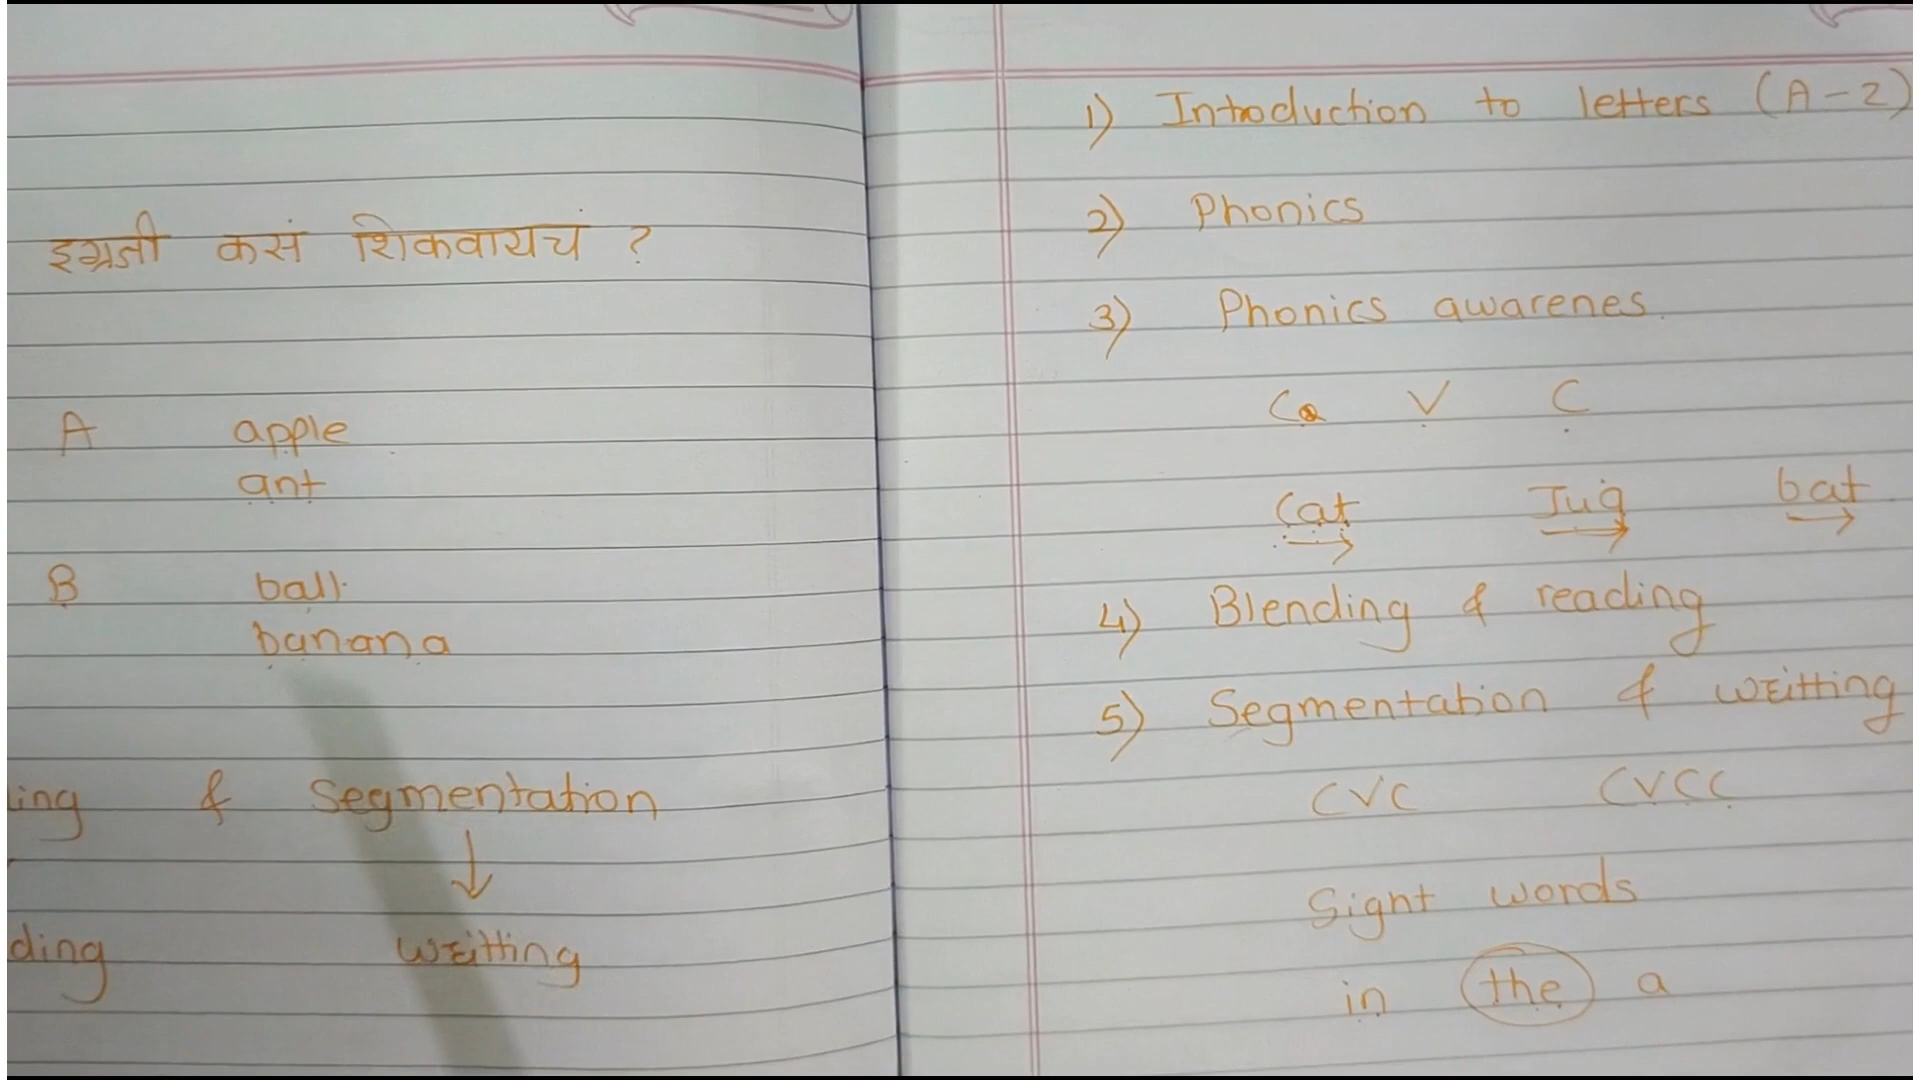 इग्रजी कसं शिकवायचं ?
A apple
ant
B ball
banana
ing & Segmentation
ding writting
1) Introduction to letters (A-Z)
2) Phonics
3) Phonics awarenes.
C V C
Cat Jug bat
4) Blending & reading
5) Segmentation & writting
CVC CVCC
Sight words
in the a